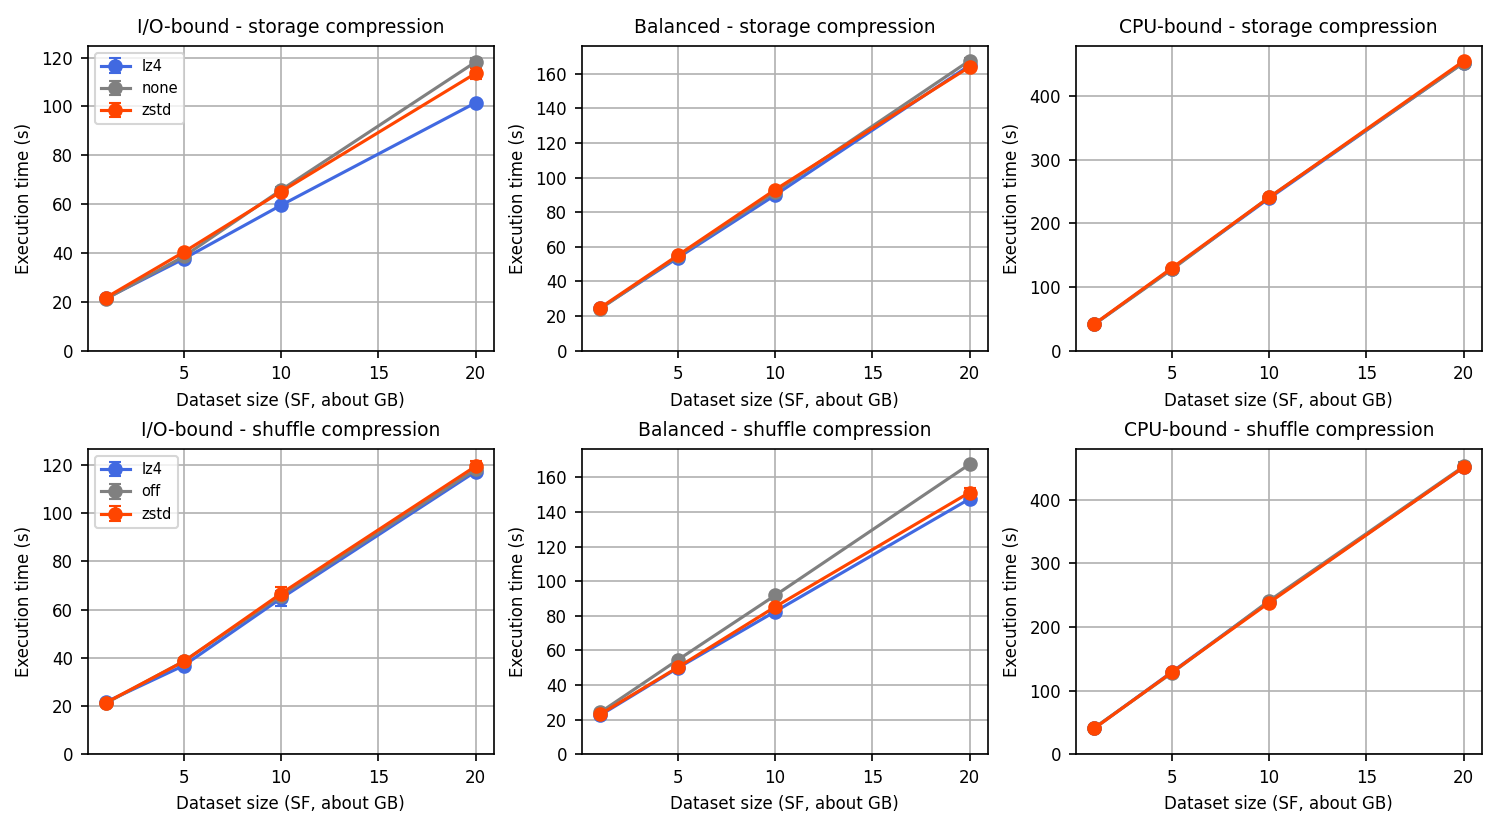 I/O-bound - storage compression
Balanced - storage compression
CPU-bound - storage compression
Execution time (s)
120
100
80
60
40
20
0
lz4
none
zstd
5
10
15
20
Dataset size (SF, about GB)
Execution time (s)
160
140
120
100
80
60
40
20
0
5
10
15
20
Dataset size (SF, about GB)
Execution time (s)
400
300
200
100
0
5
10
15
20
Dataset size (SF, about GB)
I/O-bound - shuffle compression
Balanced - shuffle compression
CPU-bound - shuffle compression
Execution time (s)
120
100
80
60
40
20
0
lz4
off
zstd
5
10
15
20
Dataset size (SF, about GB)
Execution time (s)
160
140
120
100
80
60
40
20
0
5
10
15
20
Dataset size (SF, about GB)
Execution time (s)
400
300
200
100
0
5
10
15
20
Dataset size (SF, about GB)